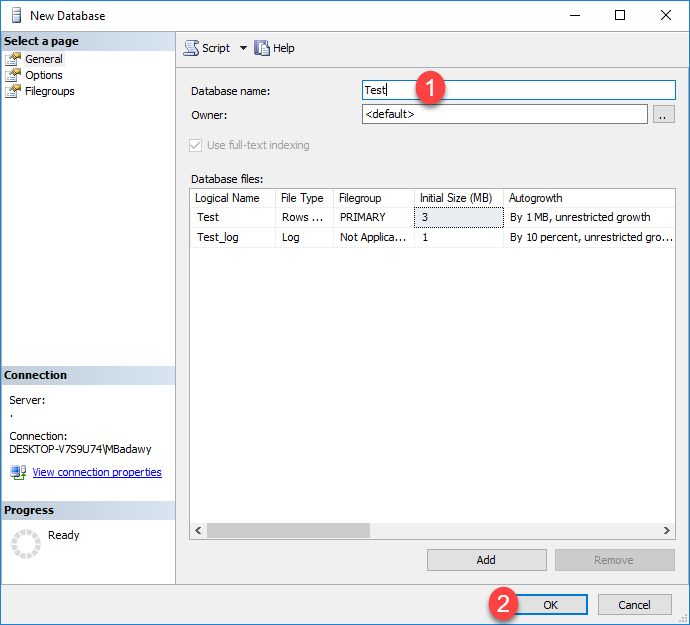 New Database
Select a page
General
Options
Filegroups
Script Help
Database name: Test 1
Owner: <default> ..
Use full-text indexing
Database files:
Logical Name File Type Filegroup Initial Size (MB) Autogrowth
Test Rows ... PRIMARY 3 By 1 MB, unrestricted growth
Test_log Log Not Applica... 1 By 10 percent, unrestricted gro...
Connection
Server:
.
Connection:
DESKTOP-V7S9U74\MBadawy
View connection properties
Progress
Ready
Add Remove
2 OK Cancel